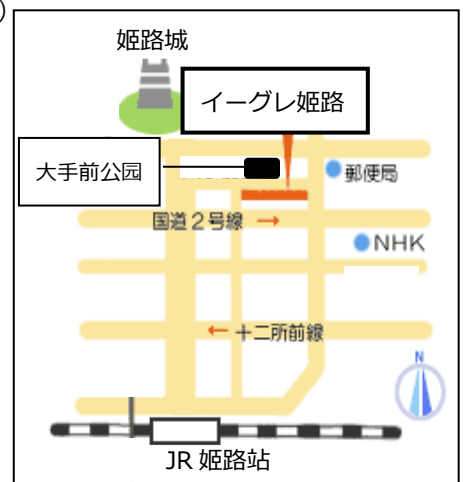 姫路城
イーグレ姫路
大手前公园
郵便局
国道2号線 →
NHK
← 十二所前線
N
JR 姫路站